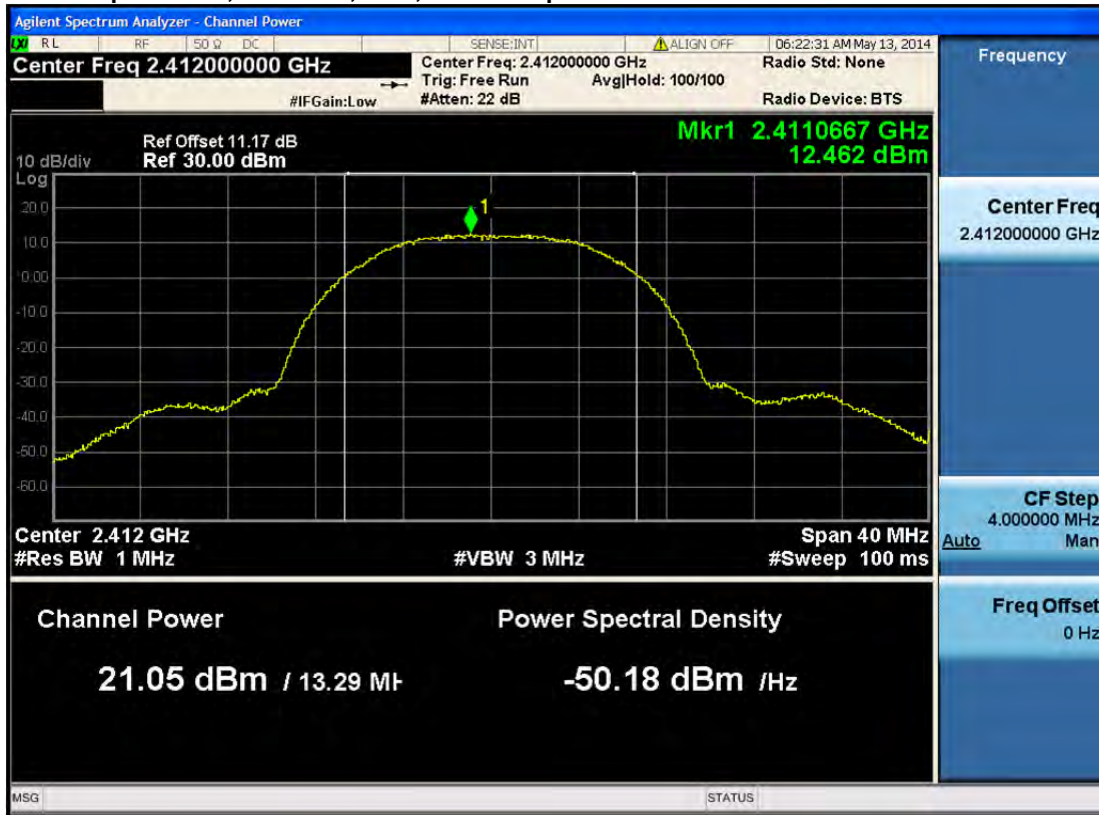 Agilent Spectrum Analyzer - Channel Power
LXI RL RF 50 Ω DC SENSE:INT ALIGN OFF 06:22:31 AM May 13, 2014
Center Freq 2.412000000 GHz Center Freq: 2.412000000 GHz Radio Std: None
Trig: Free Run Avg|Hold: 100/100
#IFGain:Low #Atten: 22 dB Radio Device: BTS
Ref Offset 11.17 dB Mkr1 2.4110667 GHz
10 dB/div Ref 30.00 dBm 12.462 dBm
Log
20.0
1
10.0
0.00
-10.0
-20.0
-30.0
-40.0
-50.0
-60.0
Center 2.412 GHz Span 40 MHz
#Res BW 1 MHz #VBW 3 MHz #Sweep 100 ms
Channel Power Power Spectral Density
21.05 dBm / 13.29 MH -50.18 dBm /Hz
MSG STATUS
Frequency
Center Freq
2.412000000 GHz
CF Step
4.000000 MHz
Auto Man
Freq Offset
0 Hz